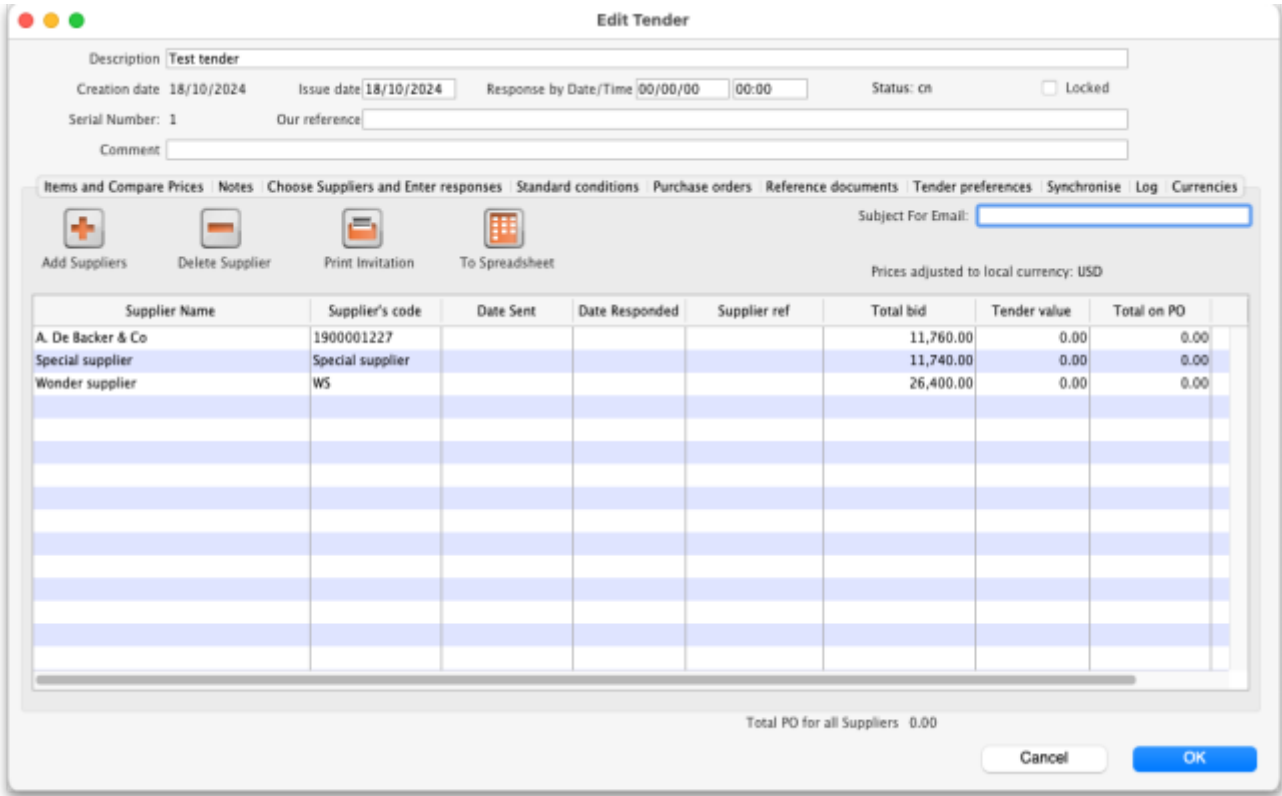 Edit Tender
Description Test tender
Creation date 18/10/2024 Issue date 18/10/2024 Response by Date/Time 00/00/00 00:00 Status: cn Locked
Serial Number: 1 Our reference
Comment
Items and Compare Prices Notes Choose Suppliers and Enter responses Standard conditions Purchase orders Reference documents Tender preferences Synchronise Log Currencies
Subject For Email:
Add Suppliers Delete Supplier Print Invitation To Spreadsheet
Prices adjusted to local currency: USD
Supplier Name Supplier's code Date Sent Date Responded Supplier ref Total bid Tender value Total on PO
A. De Backer & Co 1900001227 11,760.00 0.00 0.00
Special supplier Special supplier 11,740.00 0.00 0.00
Wonder supplier WS 26,400.00 0.00 0.00
Total PO for all Suppliers 0.00
Cancel OK